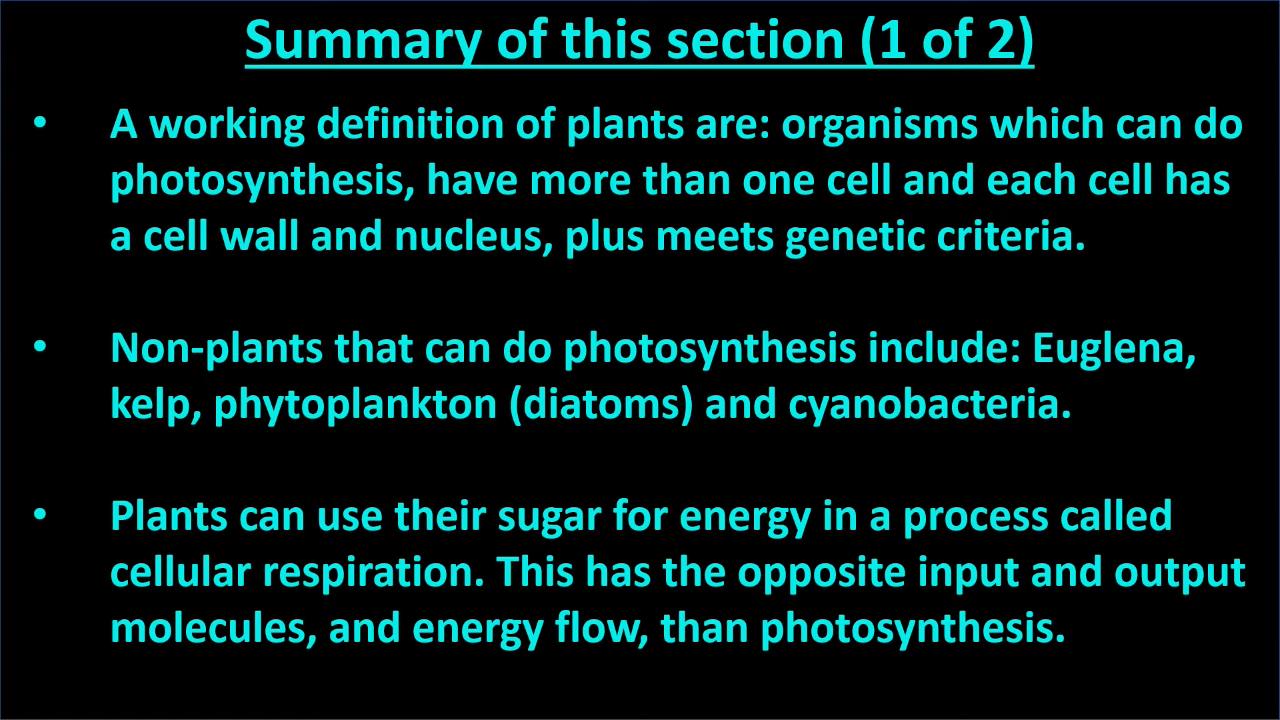 Summary of this section (1 of 2)
• A working definition of plants are: organisms which can do
photosynthesis, have more than one cell and each cell has
a cell wall and nucleus, plus meets genetic criteria.
• Non-plants that can do photosynthesis include: Euglena,
kelp, phytoplankton (diatoms) and cyanobacteria.
• Plants can use their sugar for energy in a process called
cellular respiration. This has the opposite input and output
molecules, and energy flow, than photosynthesis.